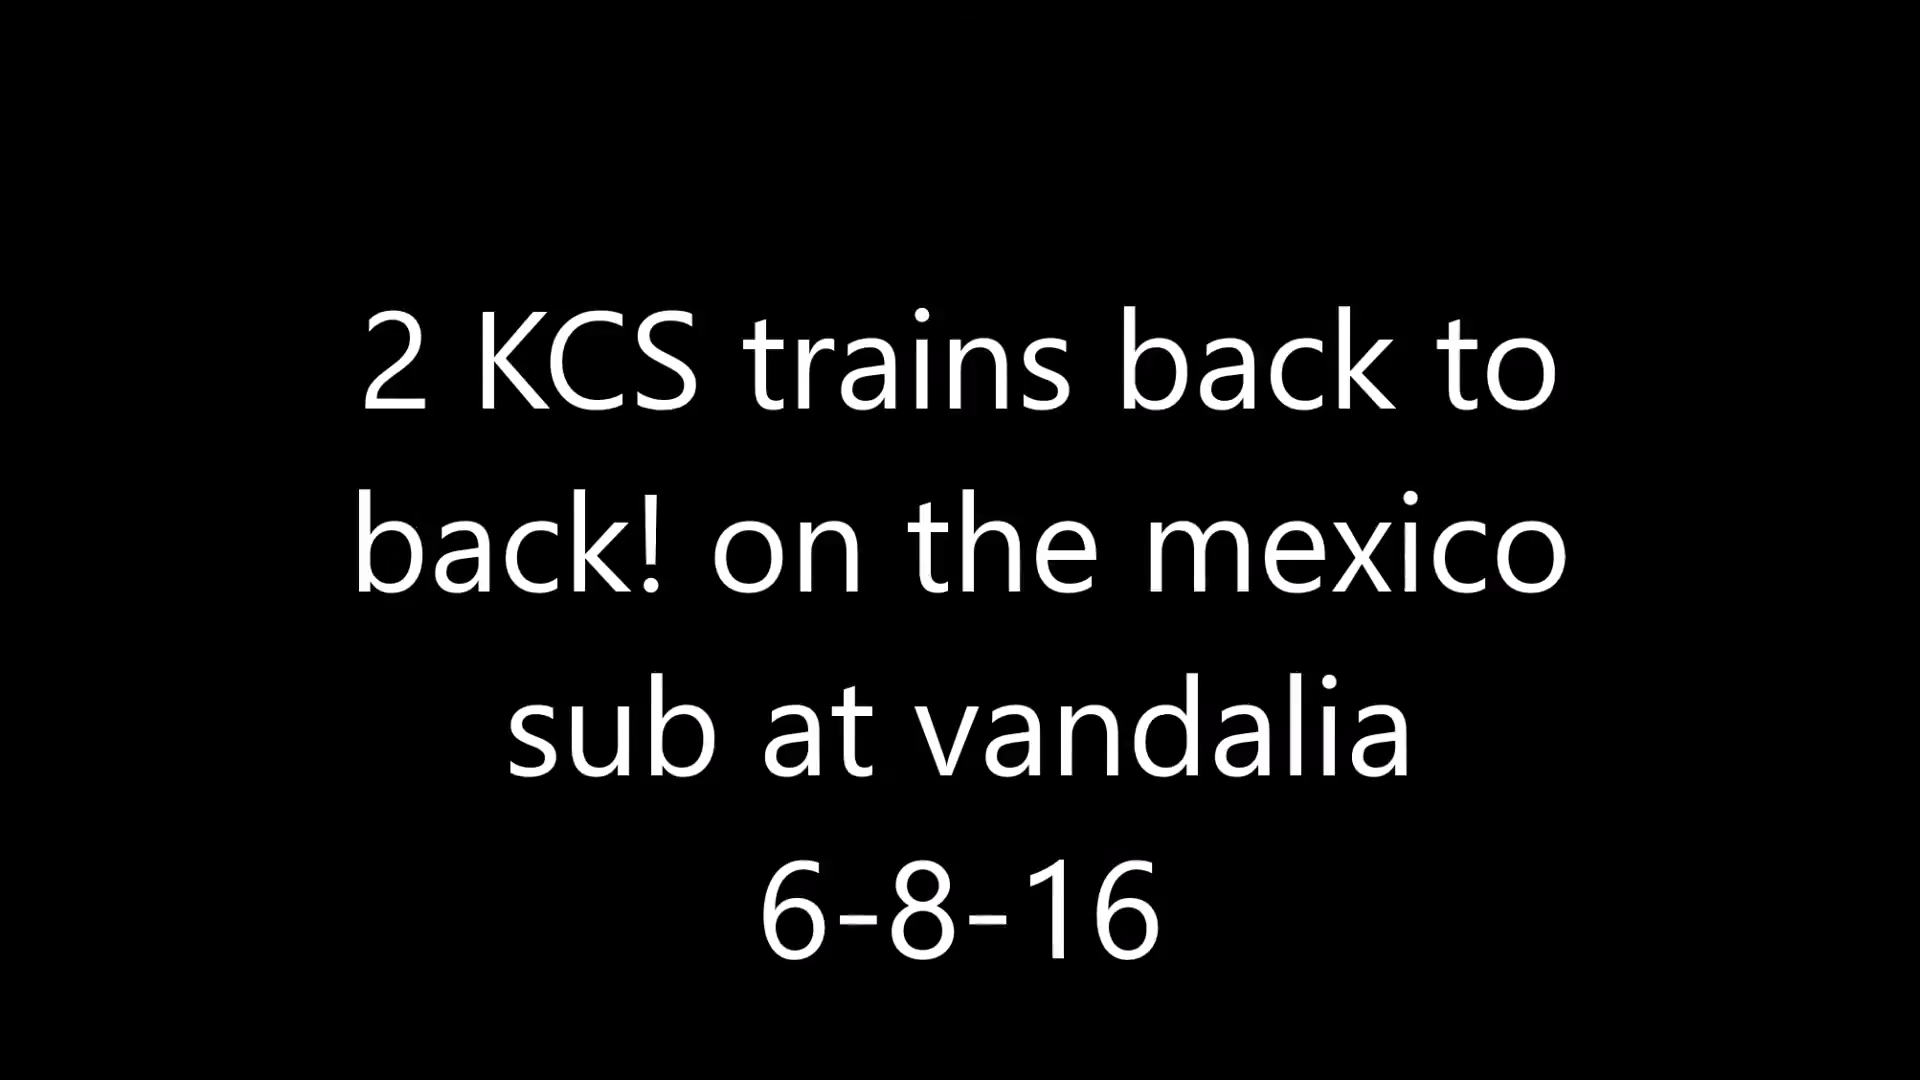 2 KCS trains back to
back! on the mexico
sub at vandalia
6-8-16